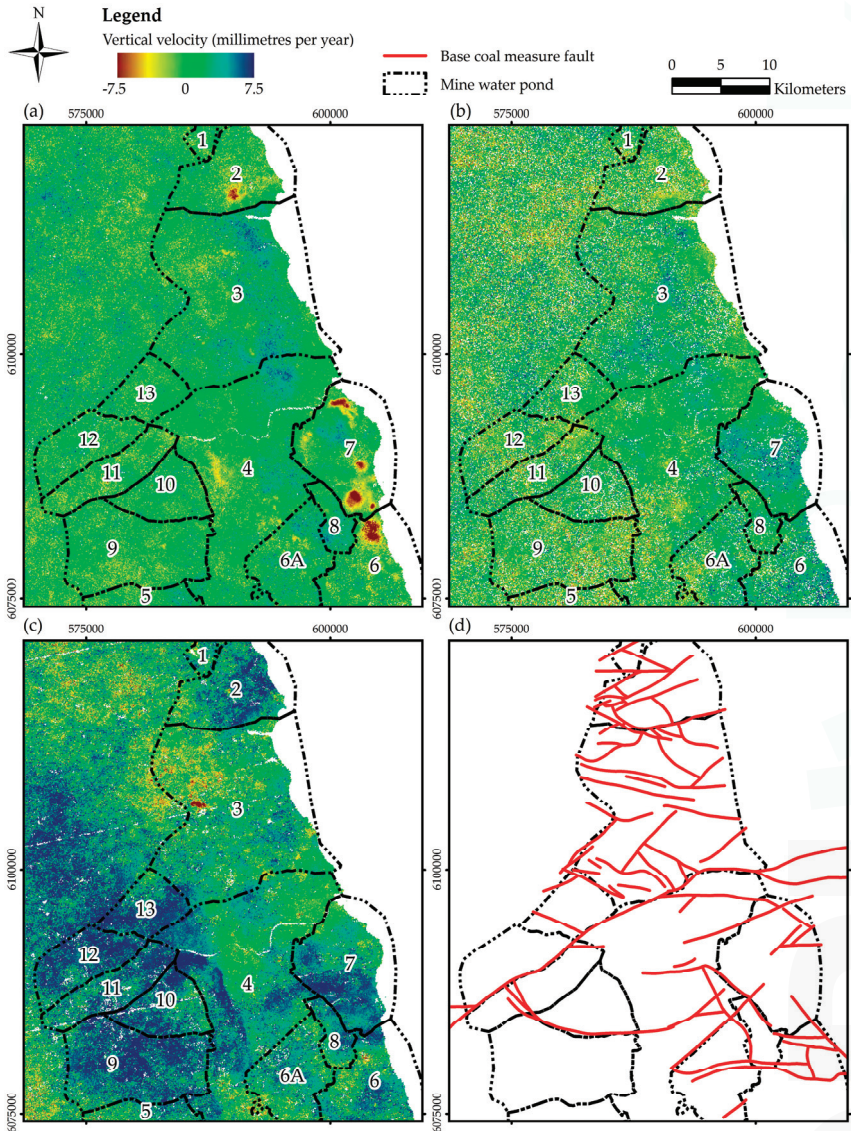 N
Legend
Vertical velocity (millimetres per year)
-7.5 0 7.5
Base coal measure fault
Mine water pond
0 5 10
Kilometers
(a) 575000 600000
(b) 575000 600000
1
2
3
6100000
13
12
11
10
4
7
9
8
6A
6
5
6075000
1
2
3
13
12
11
10
4
7
9
8
6A
6
5
(c) 575000 600000
(d) 575000 600000
1
2
3
6100000
13
12
11
10
4
7
9
8
6A
6
5
6075000